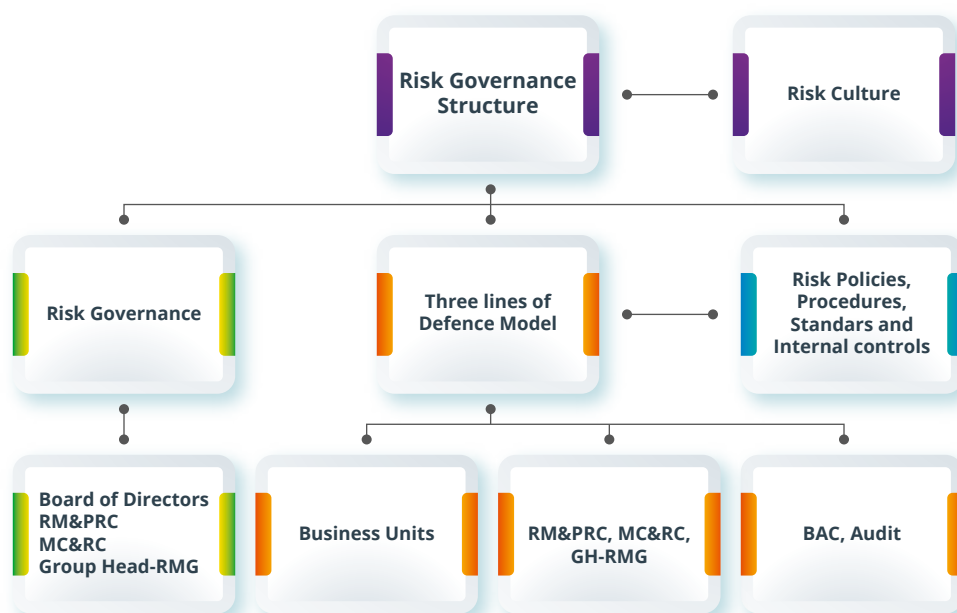 Risk Governance
Structure
Risk Culture
Risk Governance
Three lines of
Defence Model
Risk Policies,
Procedures,
Standars and
Internal controls
Board of Directors
RM&PRC
MC&RC
Group Head-RMG
Business Units
RM&PRC, MC&RC,
GH-RMG
BAC, Audit